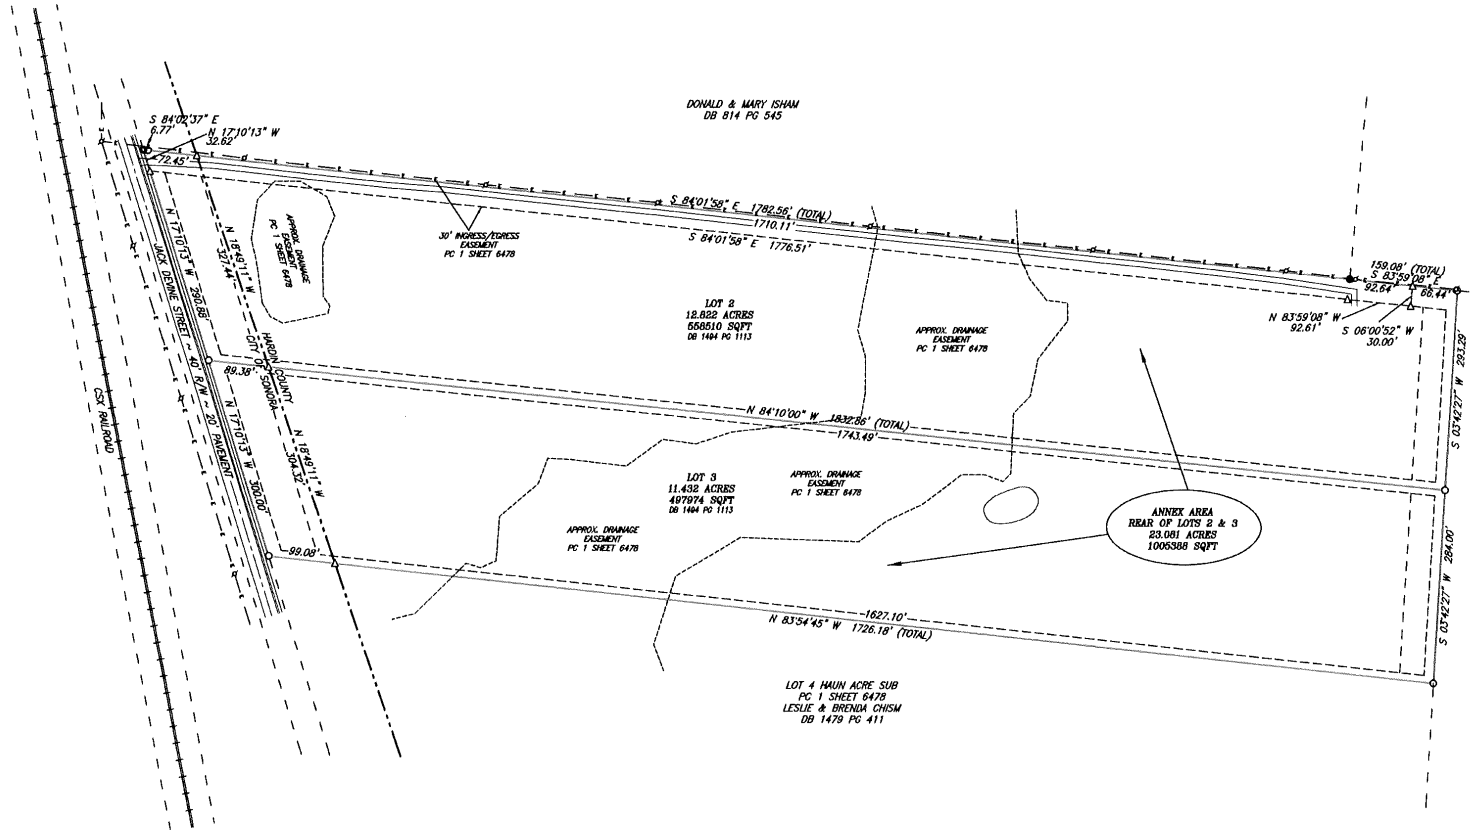 DONALD & MARY ISHAM
DB 814 PG 545
S 84°02'37" E
6.77'
N 17°10'13" W
32.62'
72.45'
S 84°01'58" E 1782.56' (TOTAL)
1710.11'
S 84°01'58" E 1776.51'
30' INGRESS/EGRESS
EASEMENT
PC 1 SHEET 6478
159.08' (TOTAL)
S 83°59'08" E
92.64'
66.44'
N 83°59'08" W
92.61'
S 06°00'52" W
30.00'
APPROX. DRAINAGE
EASEMENT
PC 1 SHEET 6478
N 17°10'13" W 290.88'
N 18°49'11" W
327.44'
JACK DEVINE STREET ~ 40' R/W ~ 20' PAVEMENT
LOT 2
12.822 ACRES
558510 SQFT
DB 1494 PG 1113
APPROX. DRAINAGE
EASEMENT
PC 1 SHEET 6478
S 03°42'27" W 293.29'
HARDIN COUNTY
CITY OF SONORA
89.38'
CSX RAILROAD
N 84°10'00" W 1832.86' (TOTAL)
1743.49'
N 17°10'13" W 300.00'
N 18°49'11" W
304.32'
LOT 3
11.432 ACRES
497974 SQFT
DB 1494 PG 1113
APPROX. DRAINAGE
EASEMENT
PC 1 SHEET 6478
ANNEX AREA
REAR OF LOTS 2 & 3
23.081 ACRES
1005388 SQFT
APPROX. DRAINAGE
EASEMENT
PC 1 SHEET 6478
S 03°42'27" W 284.00'
99.08'
1627.10'
N 83°54'45" W 1726.18' (TOTAL)
LOT 4 HAUN ACRE SUB
PC 1 SHEET 6478
LESLIE & BRENDA CHISM
DB 1479 PG 411